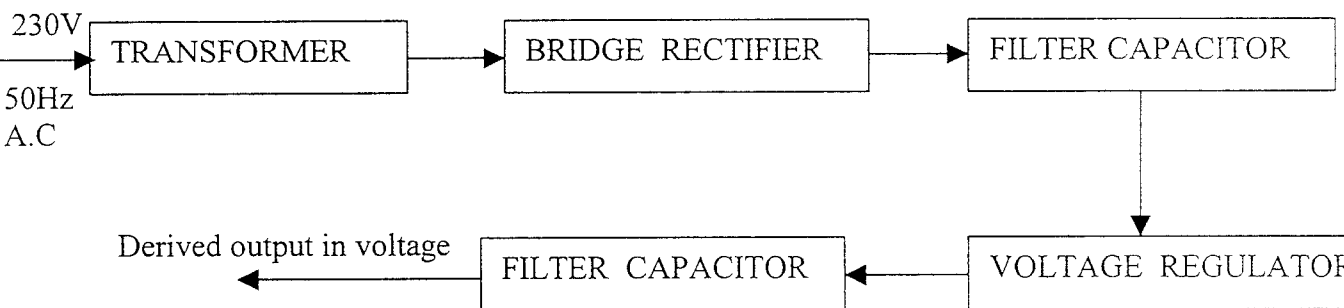 230V
TRANSFORMER
BRIDGE RECTIFIER
FILTER CAPACITOR
50Hz
A.C
Derived output in voltage
FILTER CAPACITOR
VOLTAGE REGULATOR